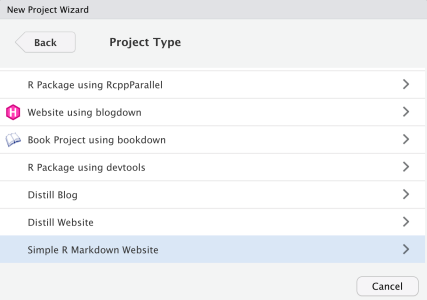 New Project Wizard
Back
Project Type
R Package using RcppParallel
Website using blogdown
Book Project using bookdown
R Package using devtools
Distill Blog
Distill Website
Simple R Markdown Website
Cancel